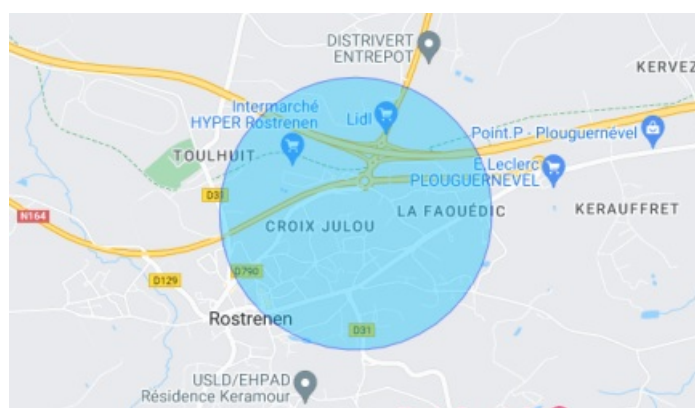 DISTRIVERT
ENTREPOT
KERVEZ
Intermarché
HYPER Rostrenen
Lidl
Point.P - Plouguernével
TOULHUIT
E.Leclerc
PLOUGUERNEVEL
D31
N164
LA FAOUÉDIC
KERAUFFRET
CROIX JULOU
D790
D129
Rostrenen
D31
USLD/EHPAD
Résidence Keramour